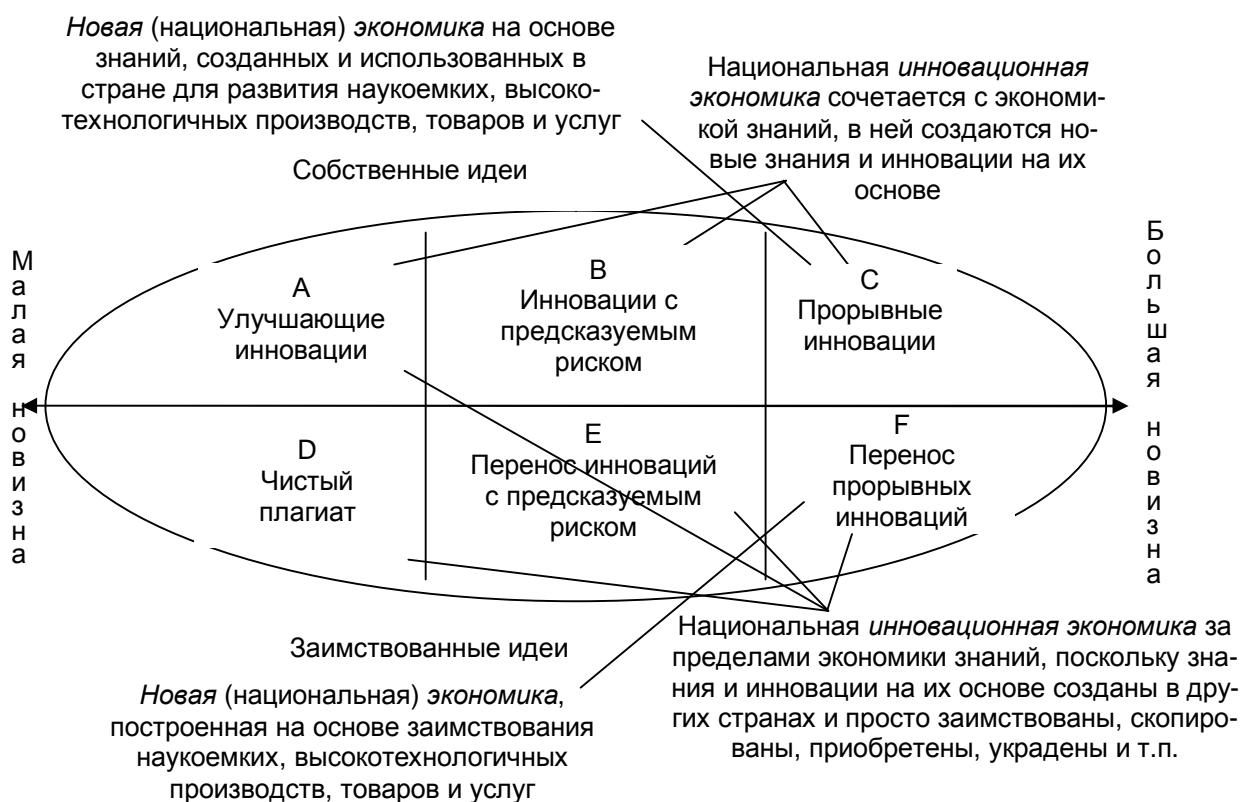 Новая (национальная) экономика на основе
знаний, созданных и использованных в
стране для развития наукоемких, высоко-
технологичных производств, товаров и услуг
Национальная инновационная
экономика сочетается с экономи-
кой знаний, в ней создаются но-
вые знания и инновации на их
основе
Собственные идеи
Малая новизна
A
Улучшающие
инновации
B
Инновации с
предсказуемым
риском
C
Прорывные
инновации
Большая новизна
D
Чистый
плагиат
E
Перенос инноваций
с предсказуемым
риском
F
Перенос
прорывных
инноваций
Заимствованные идеи
Новая (национальная) экономика,
построенная на основе заимствования
наукоемких, высокотехнологичных
производств, товаров и услуг
Национальная инновационная экономика за
пределами экономики знаний, поскольку зна-
ния и инновации на их основе созданы в дру-
гих странах и просто заимствованы, скопиро-
ваны, приобретены, украдены и т.п.